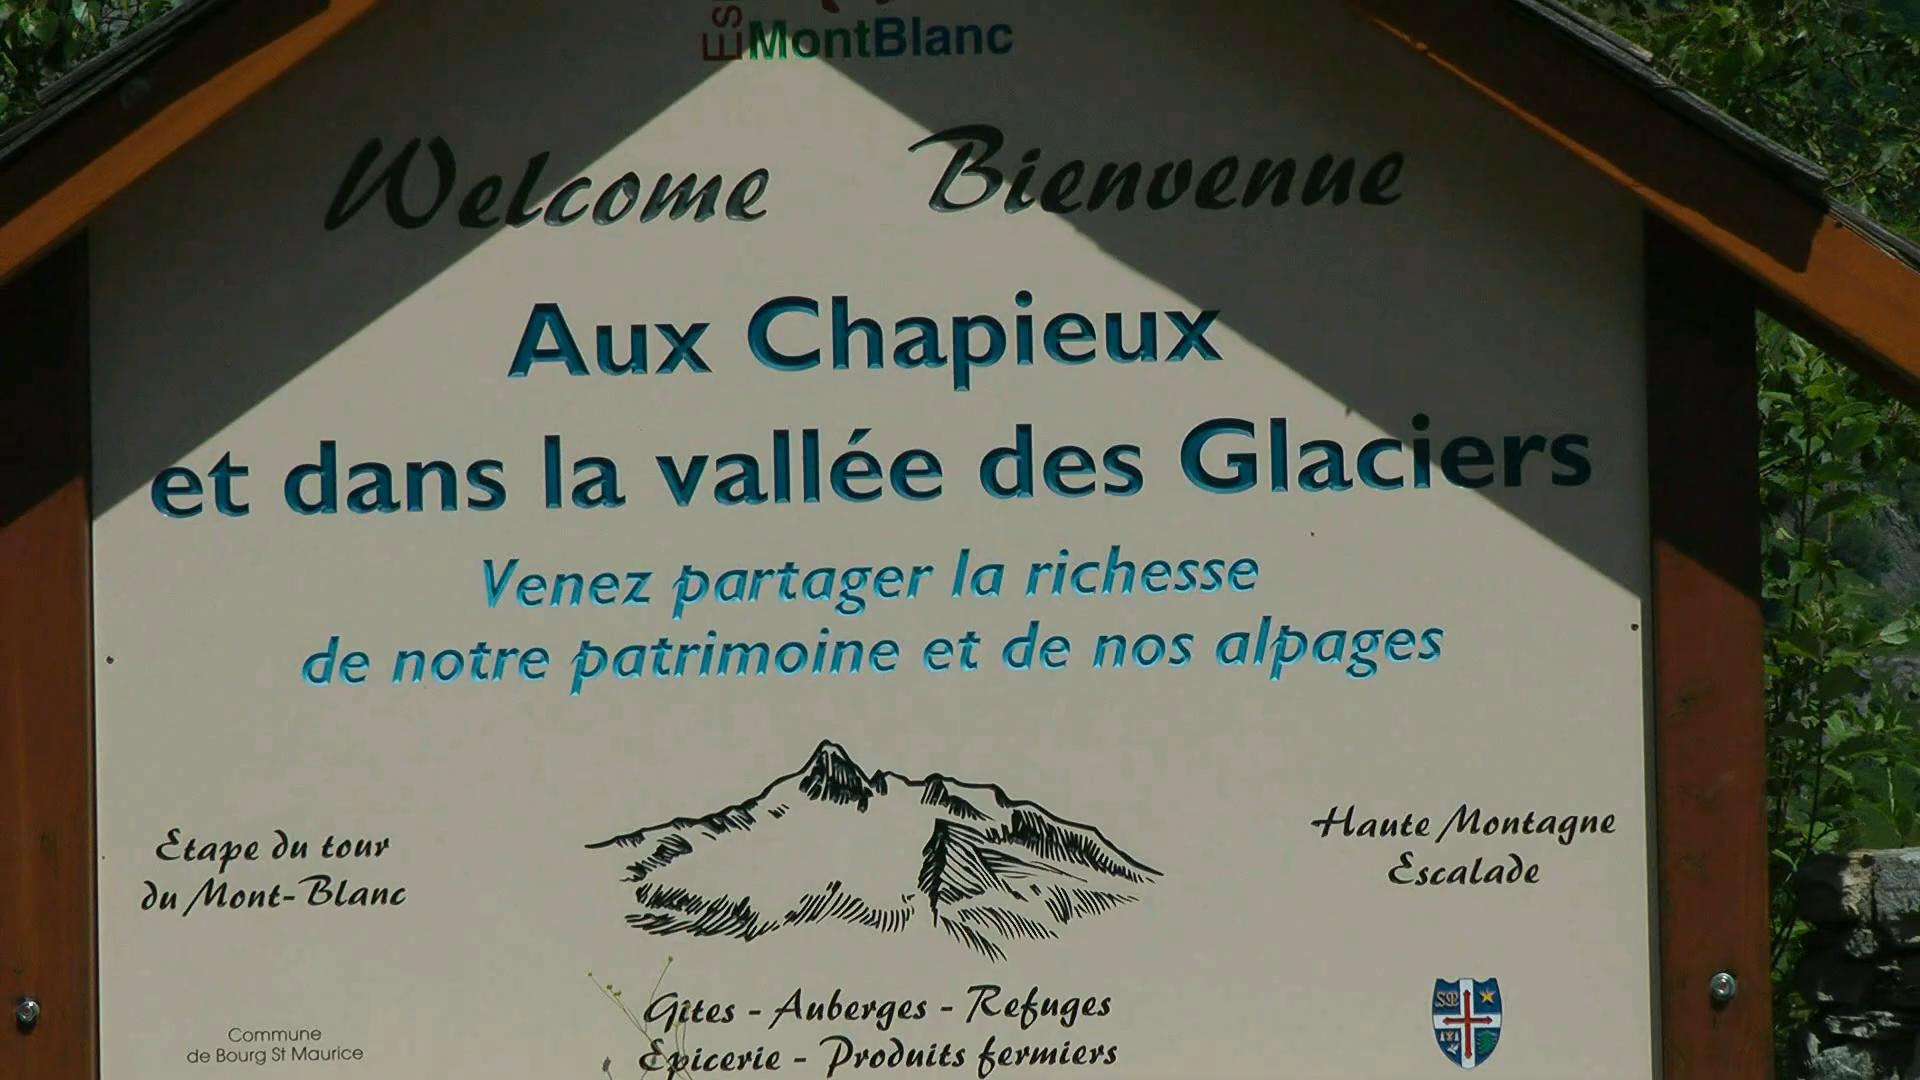 MontBlanc
Welcome Bienvenue
Aux Chapieux
et dans la vallée des Glaciers
Venez partager la richesse
de notre patrimoine et de nos alpages
Etape du tour
du Mont-Blanc
Haute Montagne
Escalade
Gîtes - Auberges - Refuges
Epicerie - Produits fermiers
Commune
de Bourg St Maurice